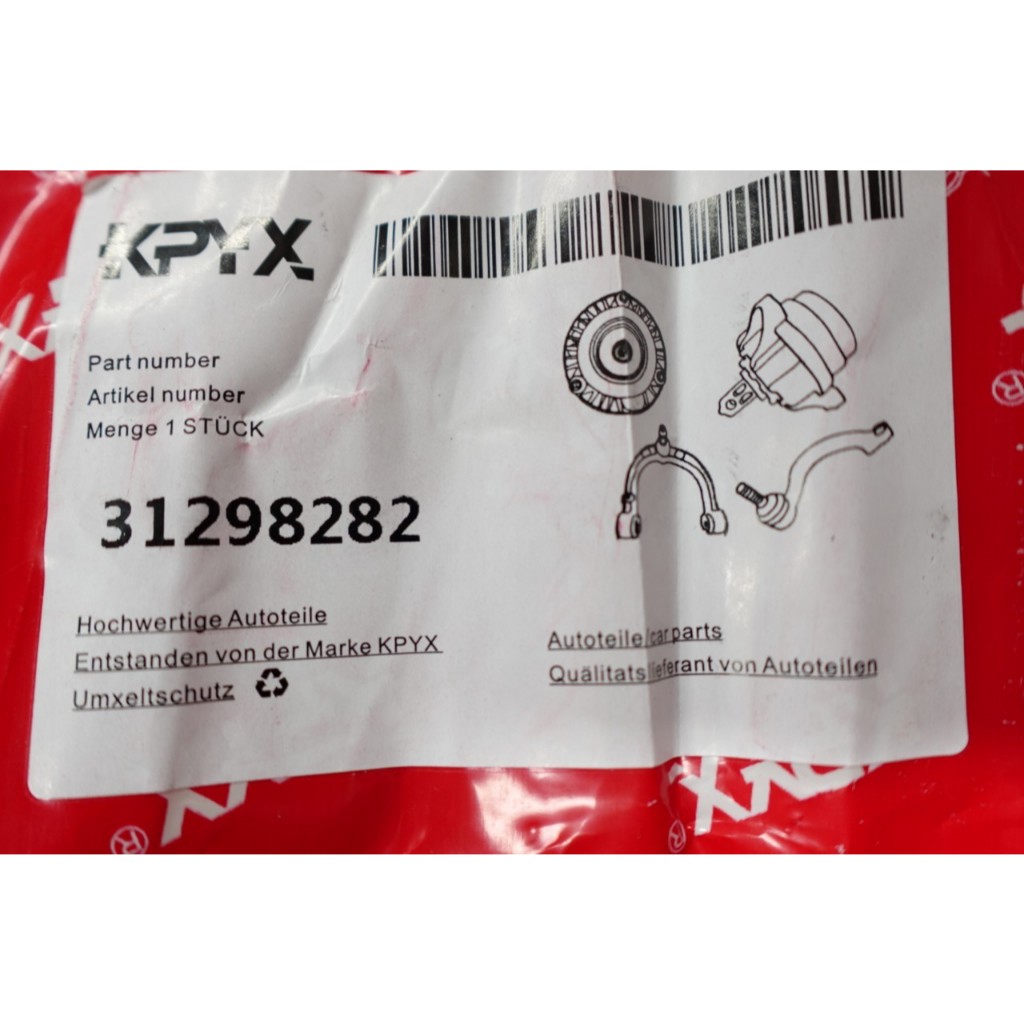 KPYX
Part number
Artikel number
Menge 1 STÜCK
31298282
Hochwertige Autoteile
Entstanden von der Marke KPYX
Umxeltschutz
Autoteile/car parts
Quälitätslieferant von Autoteilen